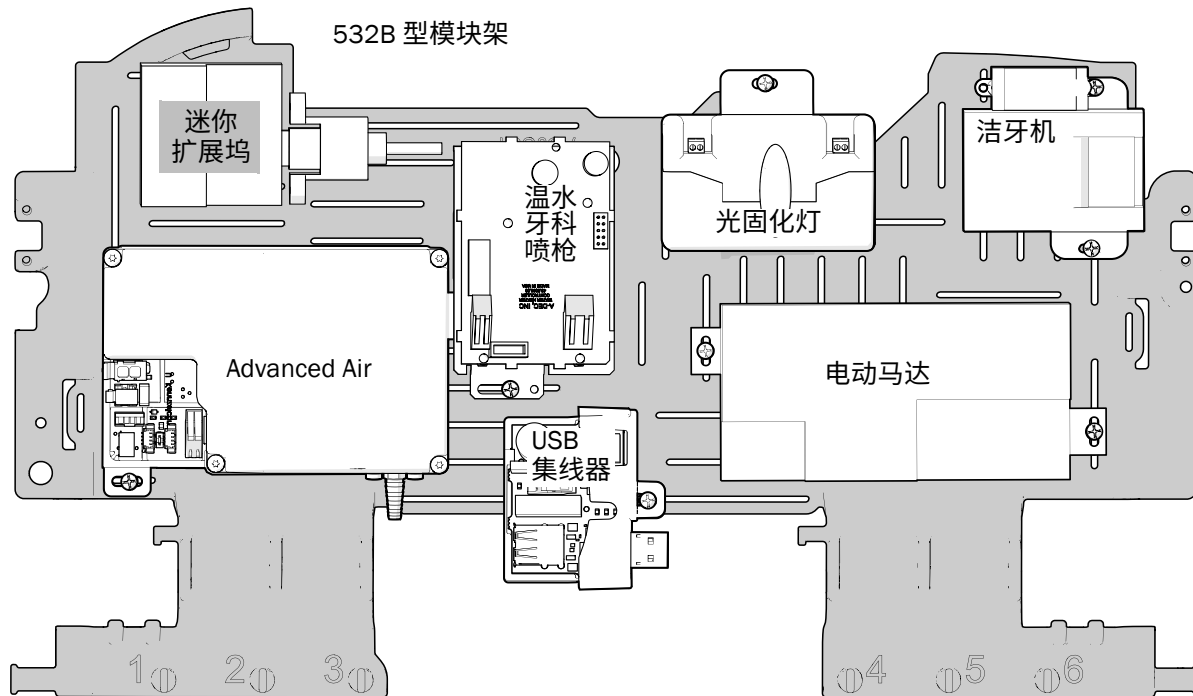 532B 型模块架
迷你
扩展坞
洁牙机
温水
牙科
喷枪
光固化灯
Advanced Air
电动马达
USB
集线器
1
2
3
4
5
6